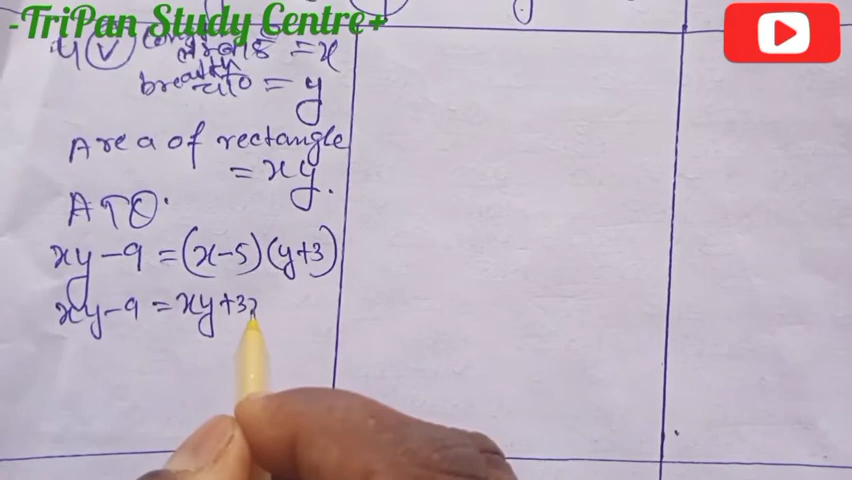 -TriPan Study Centre+
4(v) = x
breadth = y
Area of rectangle
= xy.
ATQ.
xy-9 = (x-5)(y+3)
xy-9 = xy+3x